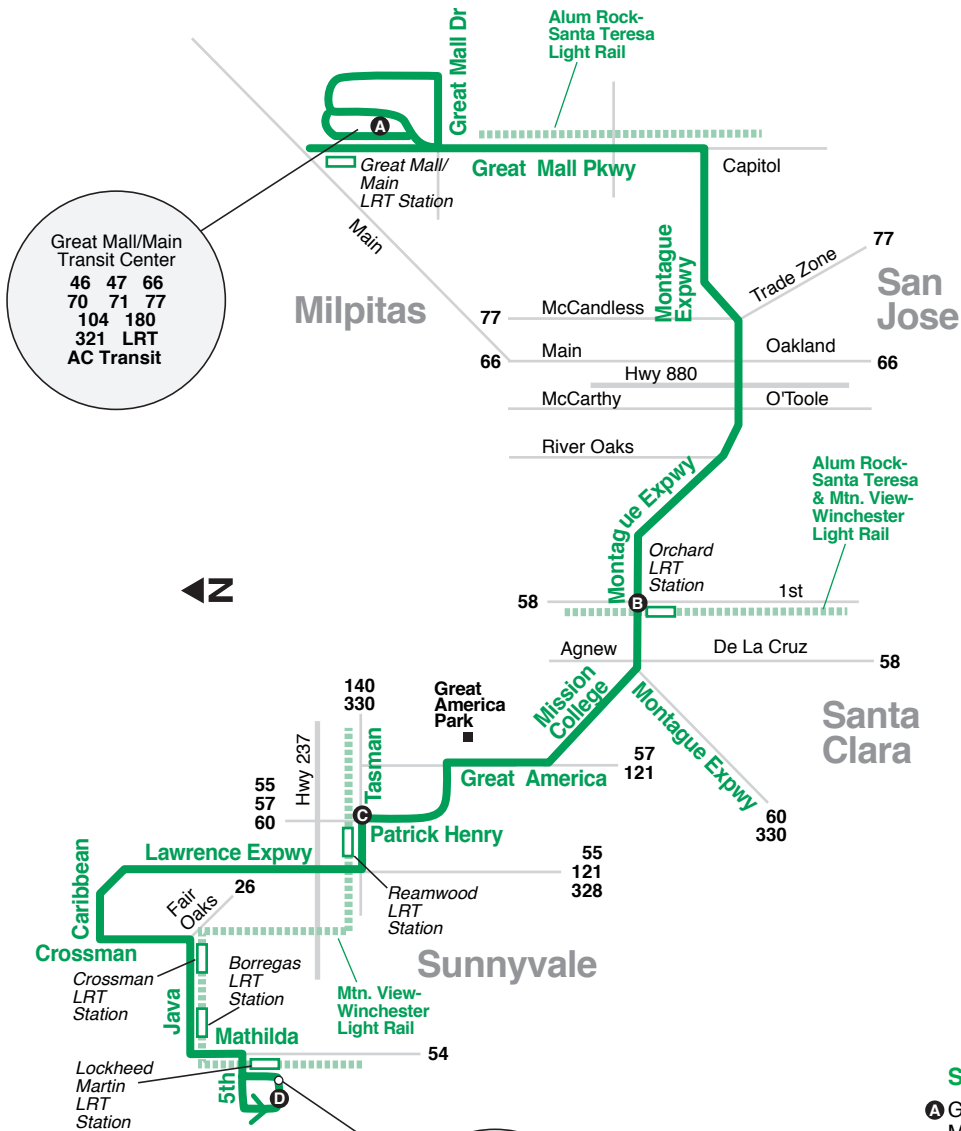 Great Mall Dr
Alum Rock-
Santa Teresa
Light Rail
A
Great Mall/
Main
LRT Station
Great Mall Pkwy
Capitol
Main
Great Mall/Main
Transit Center
46 47 66
70 71 77
104 180
321 LRT
AC Transit
Milpitas
Montague
Expwy
Trade Zone
77
San
Jose
77
McCandless
66
Main
Oakland
66
Hwy 880
McCarthy
O'Toole
River Oaks
Montague Expwy
Alum Rock-
Santa Teresa
& Mtn. View-
Winchester
Light Rail
Orchard
LRT
Station
N
58
B
1st
Agnew
De La Cruz
58
Mission
College
Montague Expwy
Santa
Clara
140
330
Great
America
Park
Hwy 237
Tasman
57
121
Great America
60
330
55
57
60
C
Patrick Henry
Lawrence Expwy
55
121
328
Caribbean
26
Fair
Oaks
Reamwood
LRT
Station
Crossman
Sunnyvale
Crossman
LRT
Station
Borregas
LRT
Station
Mtn. View-
Winchester
Light Rail
Java
Mathilda
54
Lockheed
Martin
LRT
Station
5th
D
S
A G